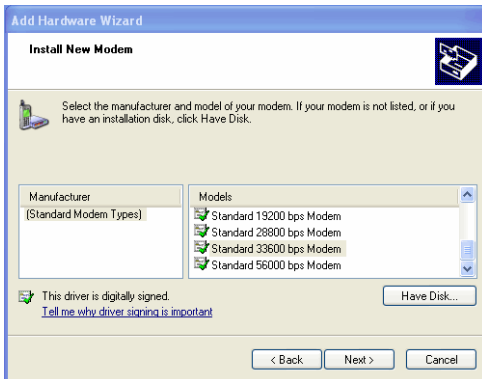 Add Hardware Wizard
Install New Modem
Select the manufacturer and model of your modem. If your modem is not listed, or if you
have an installation disk, click Have Disk.
Manufacturer
(Standard Modem Types)
Models
Standard 19200 bps Modem
Standard 28800 bps Modem
Standard 33600 bps Modem
Standard 56000 bps Modem
This driver is digitally signed.
Tell me why driver signing is important
Have Disk...
< Back
Next >
Cancel